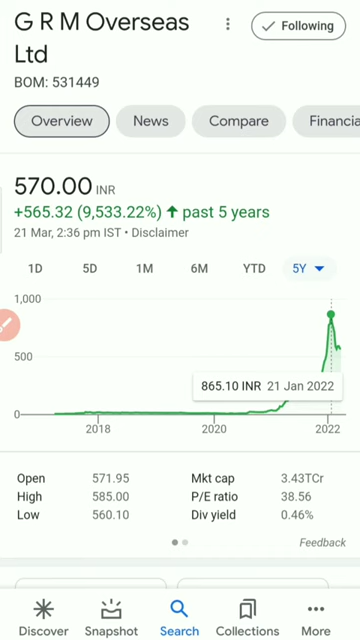 G R M Overseas
Ltd
Following
BOM: 531449
Overview News Compare Financia
570.00 INR
+565.32 (9,533.22%) ↑ past 5 years
21 Mar, 2:36 pm IST • Disclaimer
1D 5D 1M 6M YTD 5Y
1,000
500
865.10 INR 21 Jan 2022
0
2018 2020 2022
Open 571.95 Mkt cap 3.43TCr
High 585.00 P/E ratio 38.56
Low 560.10 Div yield 0.46%
Feedback
Discover Snapshot Search Collections More